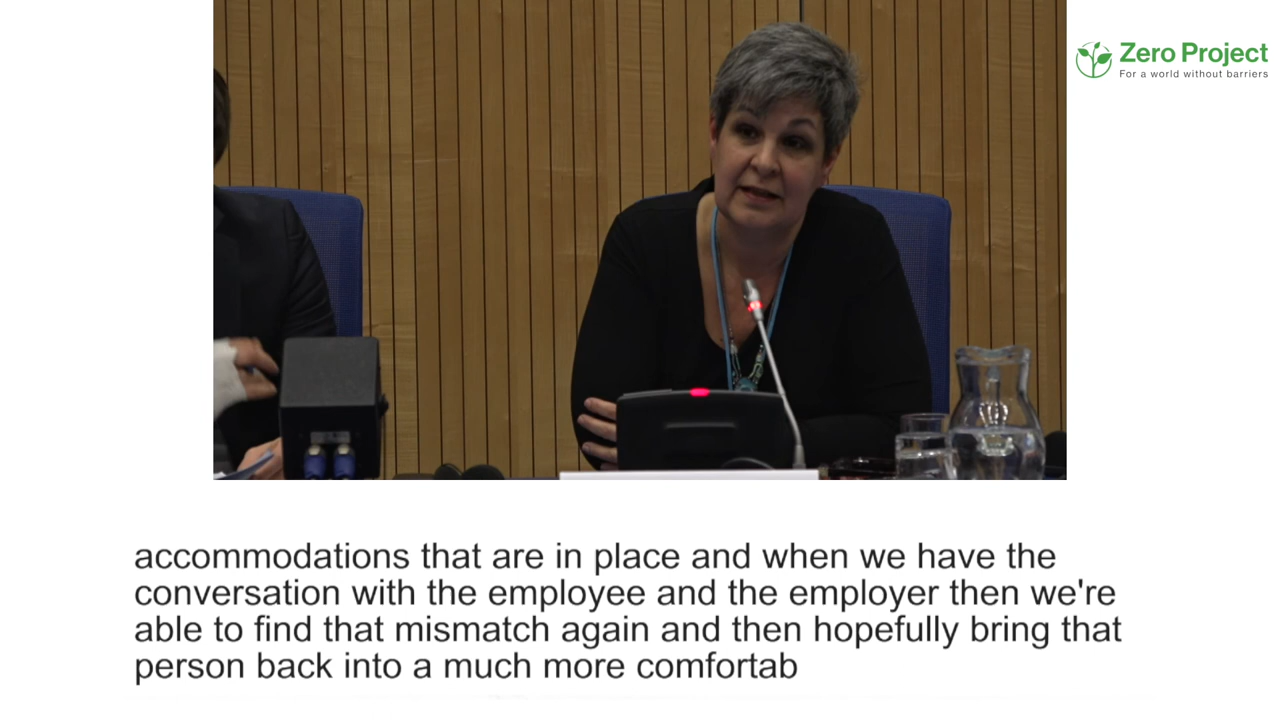 Zero Project
For a world without barriers
accommodations that are in place and when we have the
conversation with the employee and the employer then we're
able to find that mismatch again and then hopefully bring that
person back into a much more comfortab